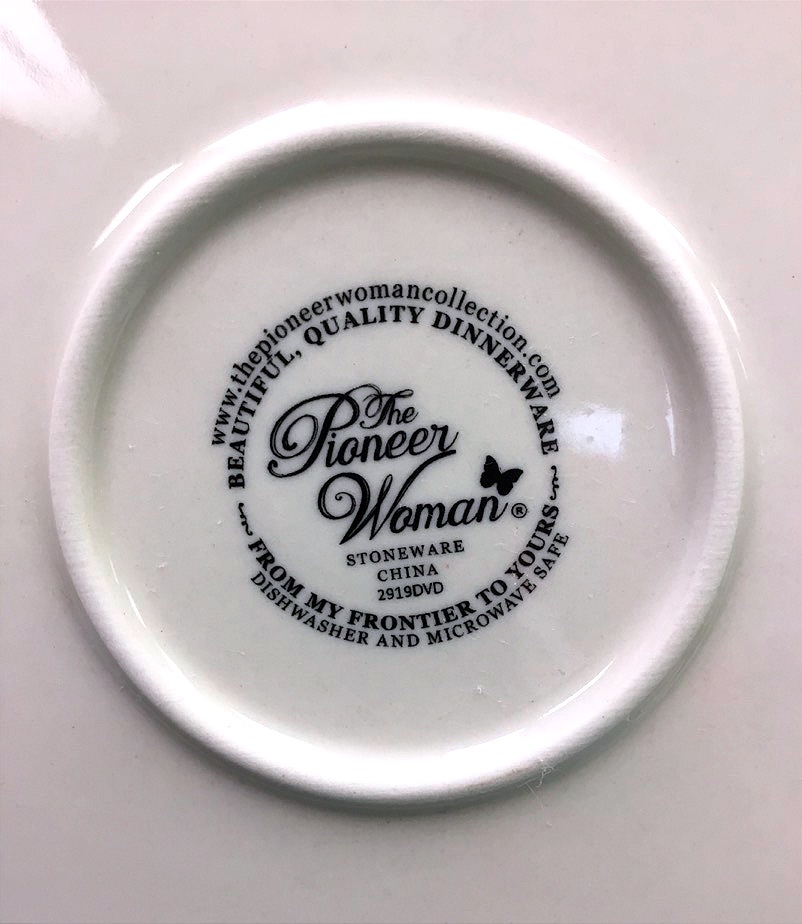 www.thepioneerwomancollection.com
BEAUTIFUL, QUALITY DINNERWARE
The
Pioneer
Woman®
STONEWARE
CHINA
2919DVD
FROM MY FRONTIER TO YOURS
DISHWASHER AND MICROWAVE SAFE